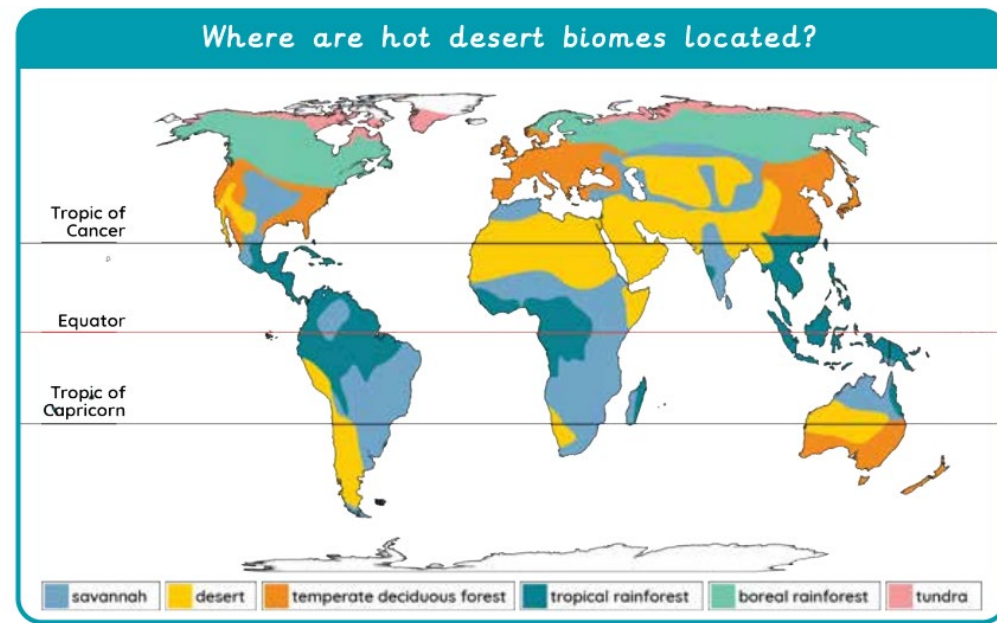 Where are hot desert biomes located?
Tropic of
Cancer
Equator
Tropic of
Capricorn
savannah
desert
temperate deciduous forest
tropical rainforest
boreal rainforest
tundra